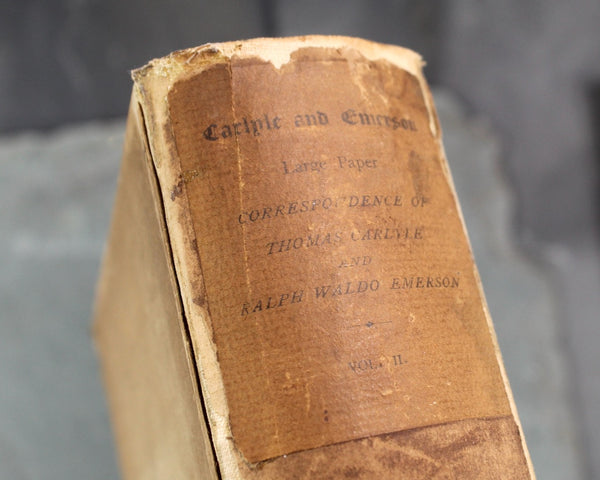 Carlyle and Emerson
Large Paper
CORRESPONDENCE OF
THOMAS CARLYLE
AND
RALPH WALDO EMERSON
VOL. II.